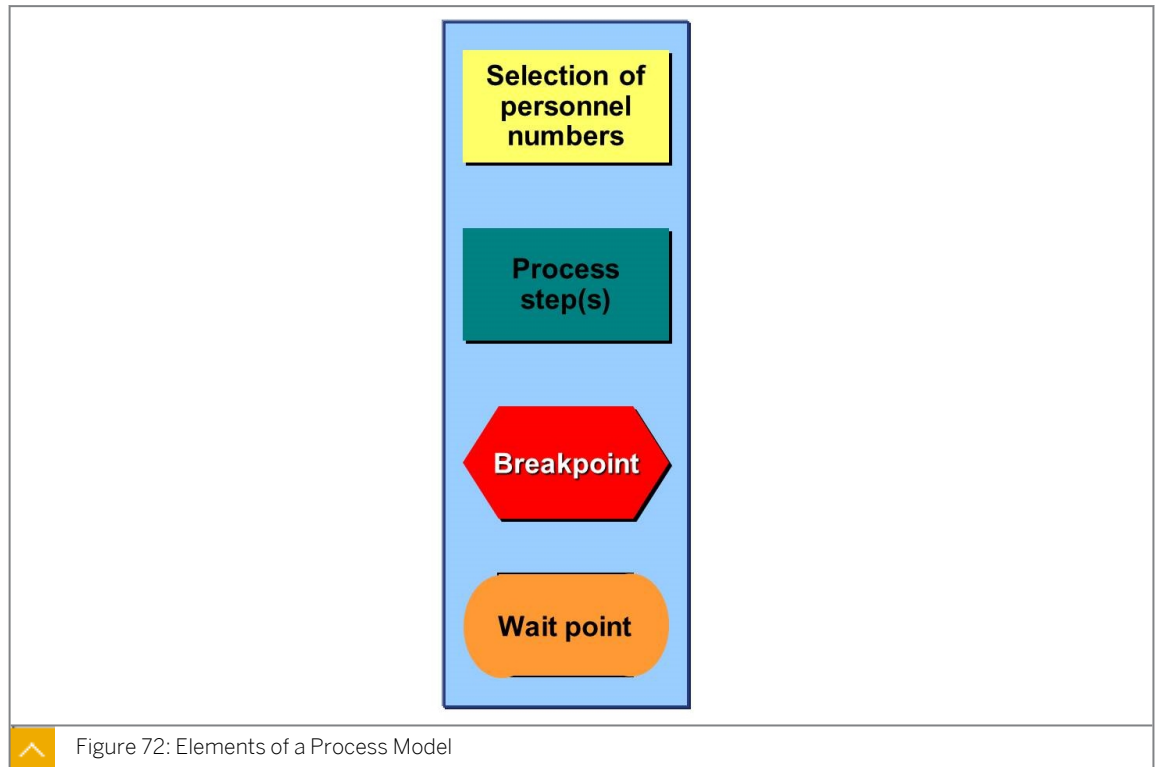 Selection of
personnel
numbers
Process
step(s)
Breakpoint
Wait point
Figure 72: Elements of a Process Model